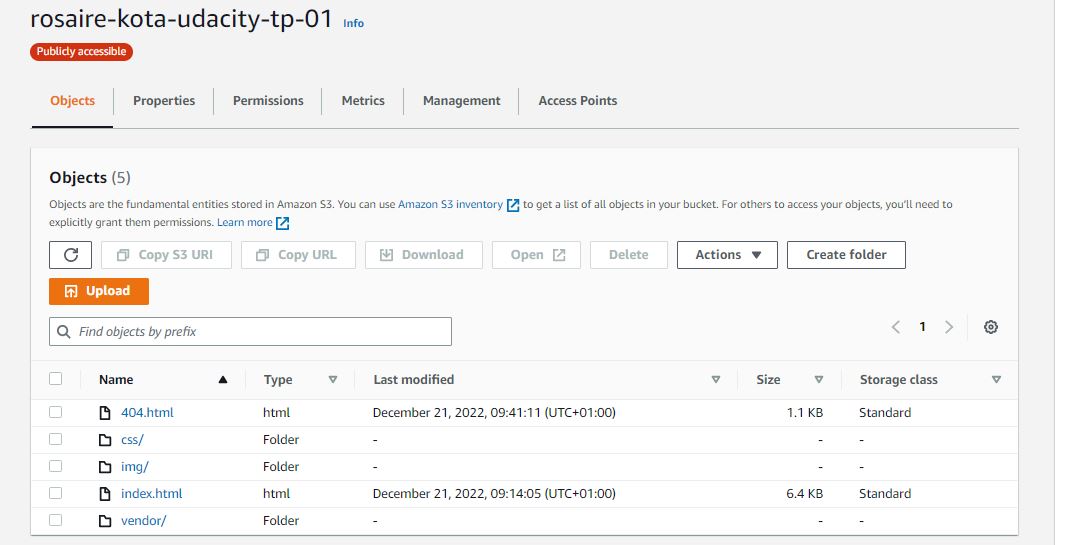 rosaire-kota-udacity-tp-01 Info
Publicly accessible
Objects Properties Permissions Metrics Management Access Points
Objects (5)
Objects are the fundamental entities stored in Amazon S3. You can use Amazon S3 inventory to get a list of all objects in your bucket. For others to access your objects, you'll need to
explicitly grant them permissions. Learn more
Copy S3 URI Copy URL Download Open Delete Actions Create folder
Upload
Find objects by prefix 1
Name Type Last modified Size Storage class
404.html html December 21, 2022, 09:41:11 (UTC+01:00) 1.1 KB Standard
css/ Folder - - -
img/ Folder - - -
index.html html December 21, 2022, 09:14:05 (UTC+01:00) 6.4 KB Standard
vendor/ Folder - - -